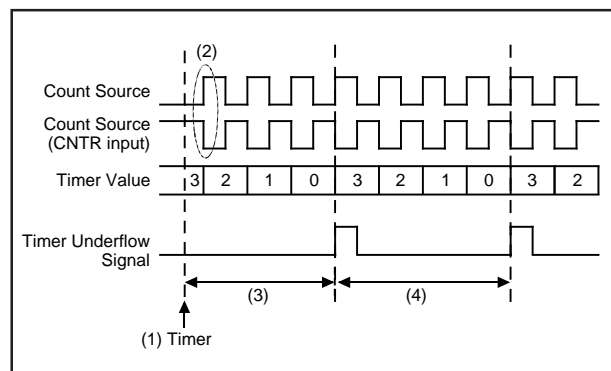 (2)
Count Source
Count Source
(CNTR input)
Timer Value 3 2 1 0 3 2 1 0 3 2
Timer Underflow
Signal
(3) (4)
(1) Timer